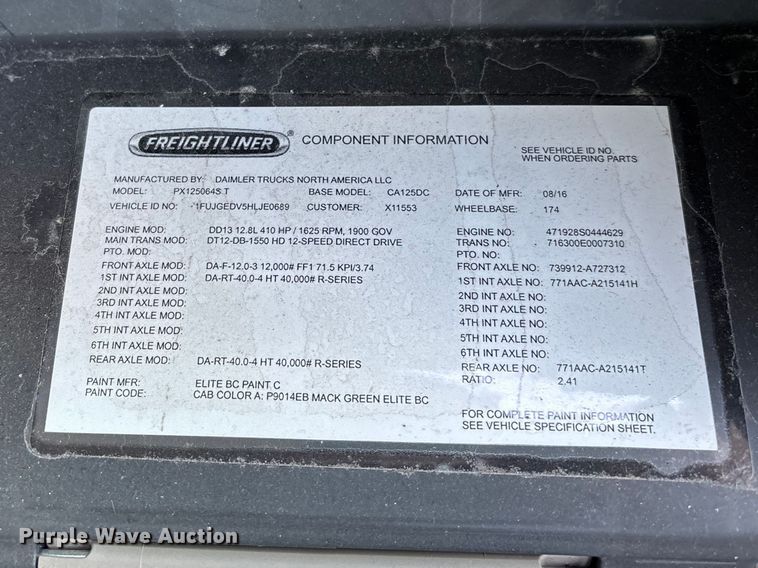 FREIGHTLINER ® COMPONENT INFORMATION
SEE VEHICLE ID NO.
WHEN ORDERING PARTS
MANUFACTURED BY: DAIMLER TRUCKS NORTH AMERICA LLC
MODEL: PX125064S T BASE MODEL: CA125DC DATE OF MFR: 08/16
VEHICLE ID NO: 1FUJGEDV5HLJE0689 CUSTOMER: X11553 WHEELBASE: 174
ENGINE MOD: DD13 12.8L 410 HP / 1625 RPM, 1900 GOV ENGINE NO: 471928S0444629
MAIN TRANS MOD: DT12-DB-1550 HD 12-SPEED DIRECT DRIVE TRANS NO: 716300E0007310
PTO. MOD: PTO. NO:
FRONT AXLE MOD: DA-F-12.0-3 12,000# FF1 71.5 KPI/3.74 FRONT AXLE NO: 739912-A727312
1ST INT AXLE MOD: DA-RT-40.0-4 HT 40,000# R-SERIES 1ST INT AXLE NO: 771AAC-A215141H
2ND INT AXLE MOD: 2ND INT AXLE NO:
3RD INT AXLE MOD: 3RD INT AXLE NO:
4TH INT AXLE MOD: 4TH INT AXLE NO:
5TH INT AXLE MOD: 5TH INT AXLE NO:
6TH INT AXLE MOD: 6TH INT AXLE NO:
REAR AXLE MOD: DA-RT-40.0-4 HT 40,000# R-SERIES REAR AXLE NO: 771AAC-A215141T
RATIO: 2.41
PAINT MFR: ELITE BC PAINT C
PAINT CODE: CAB COLOR A: P9014EB MACK GREEN ELITE BC
FOR COMPLETE PAINT INFORMATION
SEE VEHICLE SPECIFICATION SHEET.
Purple Wave Auction